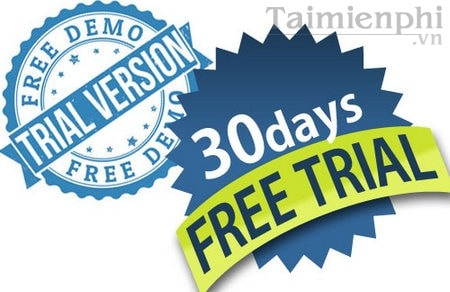 Taimienphi
.vn
FREE DEMO
TRIAL VERSION
FREE DEMO
30days
FREE TRIAL